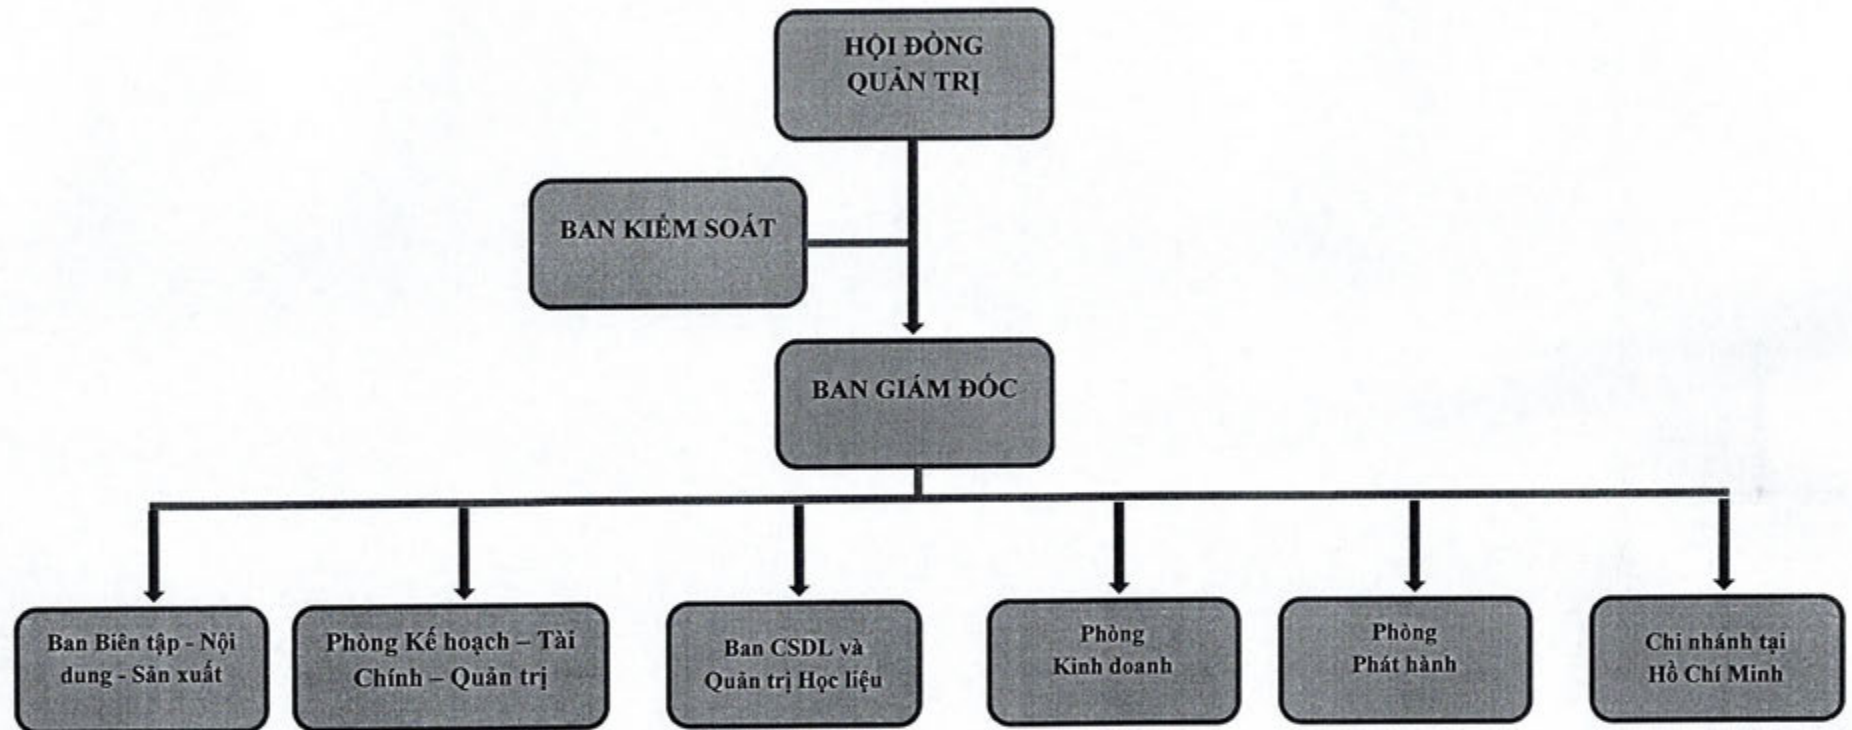 HỘI ĐỒNG
QUẢN TRỊ
BAN KIỂM SOÁT
BAN GIÁM ĐỐC
Ban Biên tập - Nội
dung - Sản xuất
Phòng Kế hoạch – Tài
Chính – Quản trị
Ban CSDL và
Quản trị Học liệu
Phòng
Kinh doanh
Phòng
Phát hành
Chi nhánh tại
Hồ Chí Minh